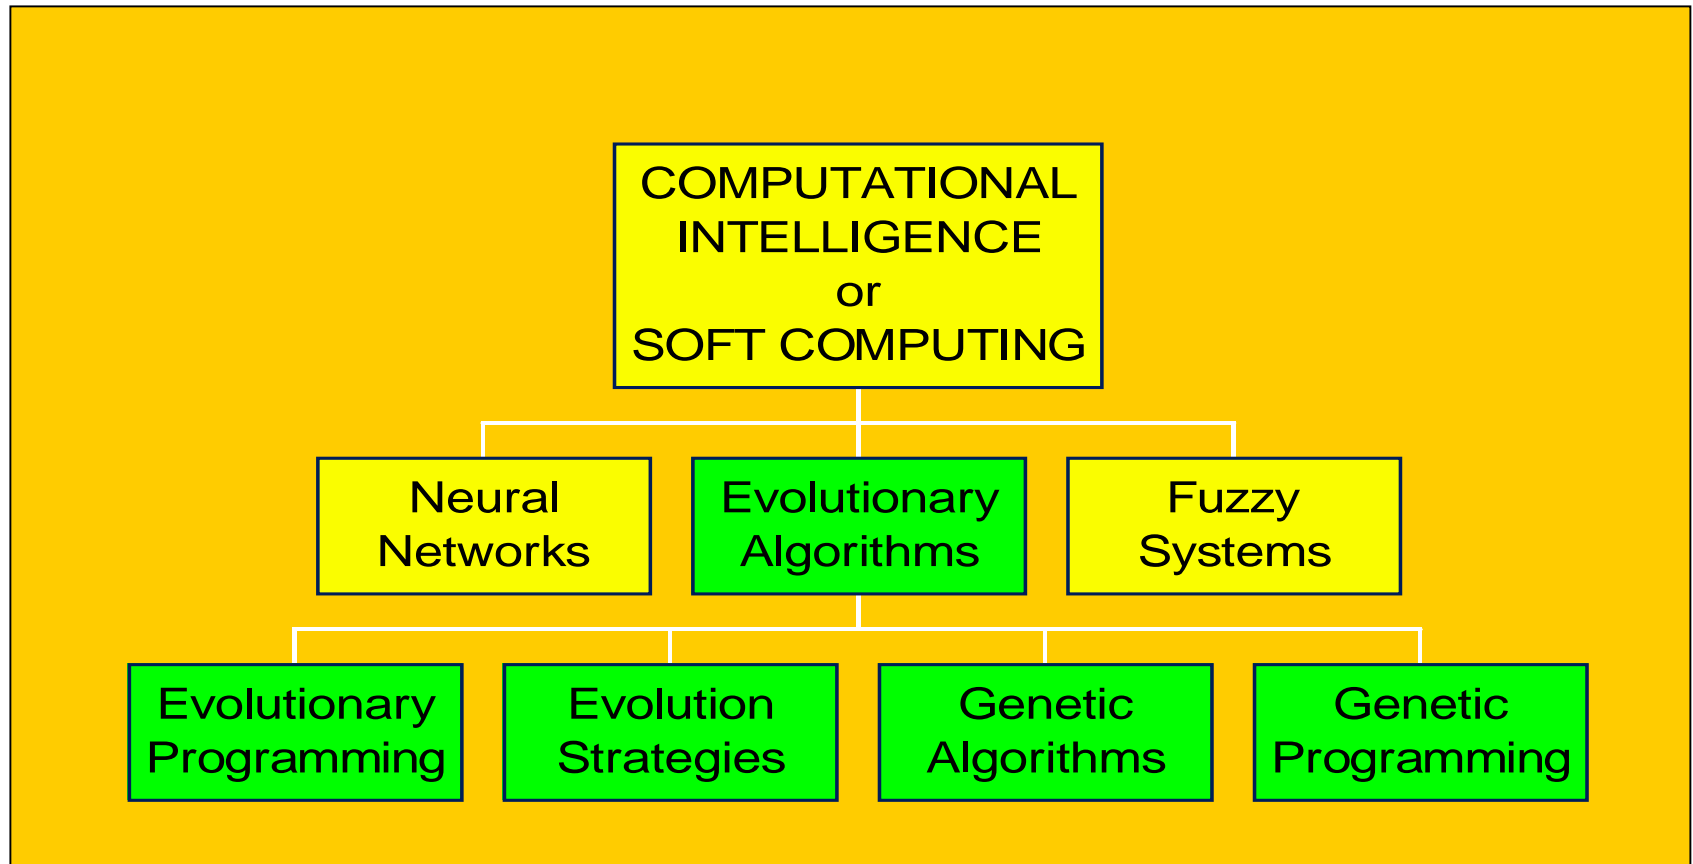 COMPUTATIONAL
INTELLIGENCE
or
SOFT COMPUTING
Neural
Networks
Evolutionary
Algorithms
Fuzzy
Systems
Evolutionary
Programming
Evolution
Strategies
Genetic
Algorithms
Genetic
Programming